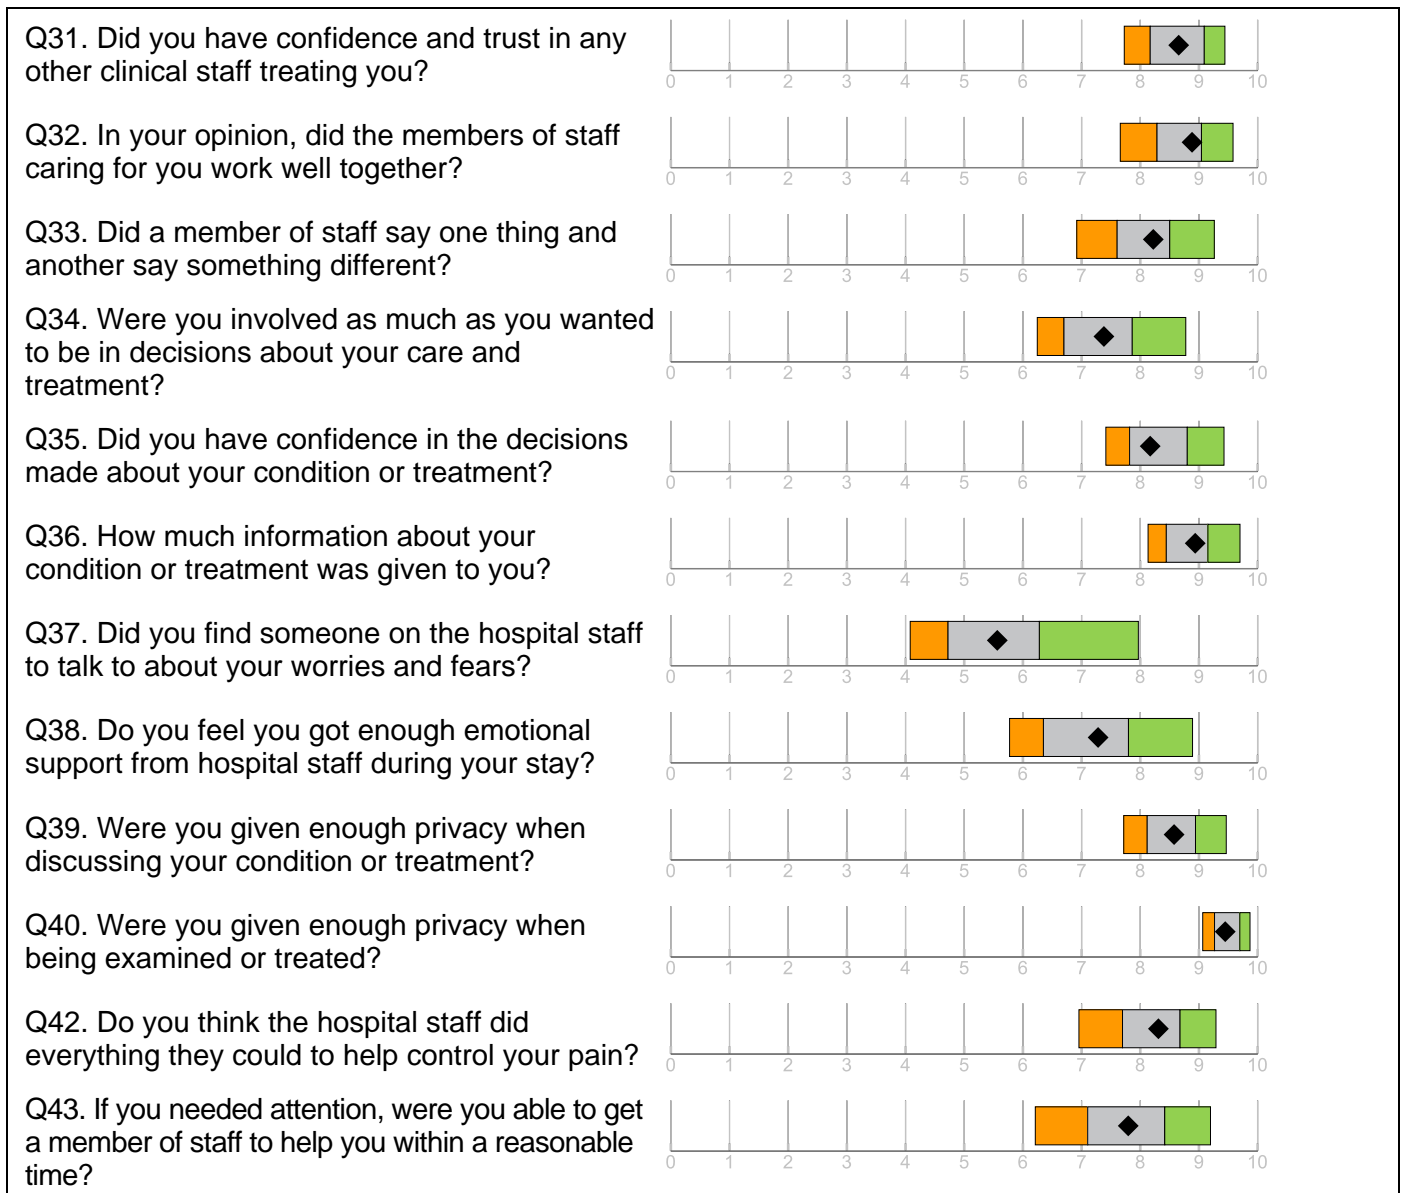 Q31. Did you have confidence and trust in any
other clinical staff treating you?
0 1 2 3 4 5 6 7 8 9 10
Q32. In your opinion, did the members of staff
caring for you work well together?
0 1 2 3 4 5 6 7 8 9 10
Q33. Did a member of staff say one thing and
another say something different?
0 1 2 3 4 5 6 7 8 9 10
Q34. Were you involved as much as you wanted
to be in decisions about your care and
treatment?
0 1 2 3 4 5 6 7 8 9 10
Q35. Did you have confidence in the decisions
made about your condition or treatment?
0 1 2 3 4 5 6 7 8 9 10
Q36. How much information about your
condition or treatment was given to you?
0 1 2 3 4 5 6 7 8 9 10
Q37. Did you find someone on the hospital staff
to talk to about your worries and fears?
0 1 2 3 4 5 6 7 8 9 10
Q38. Do you feel you got enough emotional
support from hospital staff during your stay?
0 1 2 3 4 5 6 7 8 9 10
Q39. Were you given enough privacy when
discussing your condition or treatment?
0 1 2 3 4 5 6 7 8 9 10
Q40. Were you given enough privacy when
being examined or treated?
0 1 2 3 4 5 6 7 8 9 10
Q42. Do you think the hospital staff did
everything they could to help control your pain?
0 1 2 3 4 5 6 7 8 9 10
Q43. If you needed attention, were you able to get
a member of staff to help you within a reasonable
time?
0 1 2 3 4 5 6 7 8 9 10